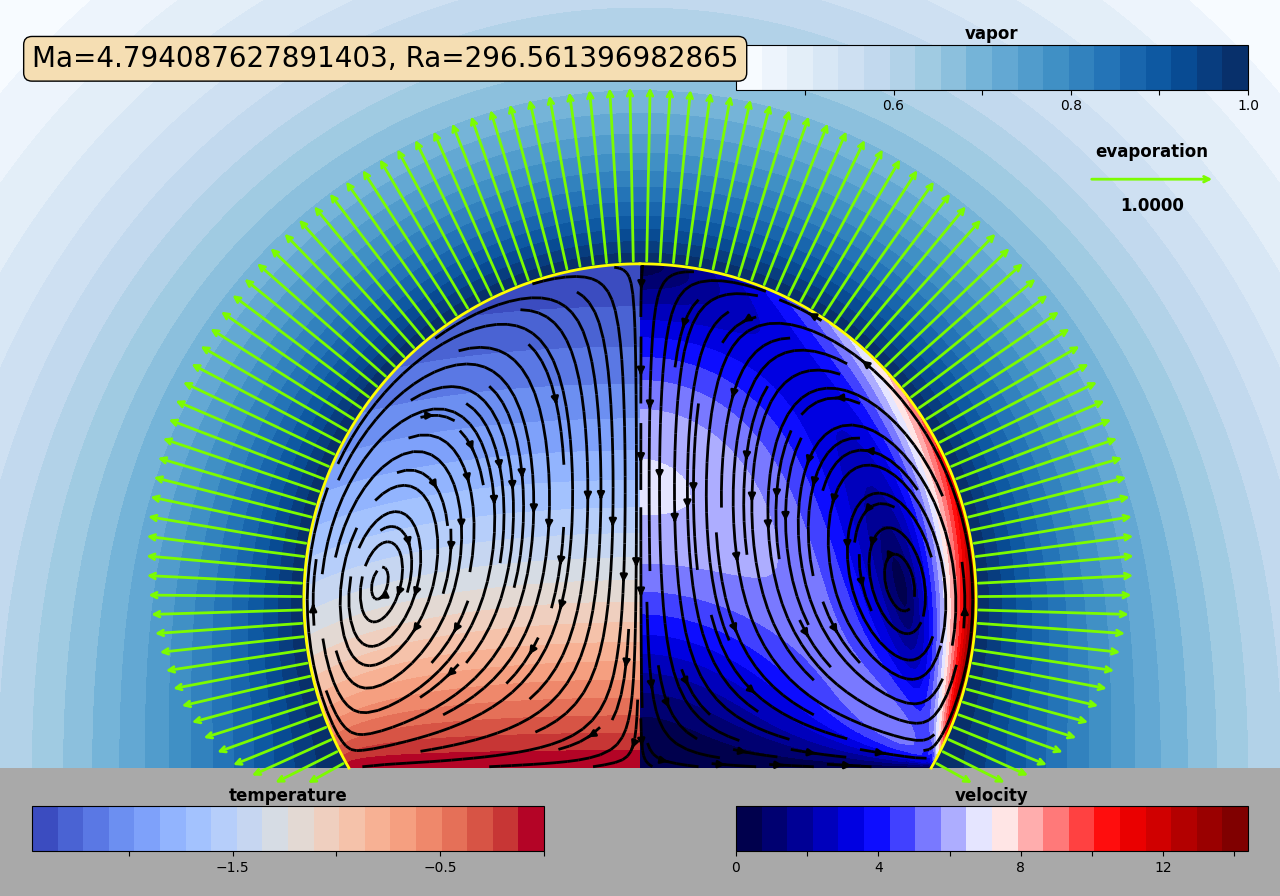 Ma=4.794087627891403, Ra=296.561396982865
vapor
0.6 0.8 1.0
evaporation
1.0000
temperature
−1.5 −0.5
velocity
0 4 8 12